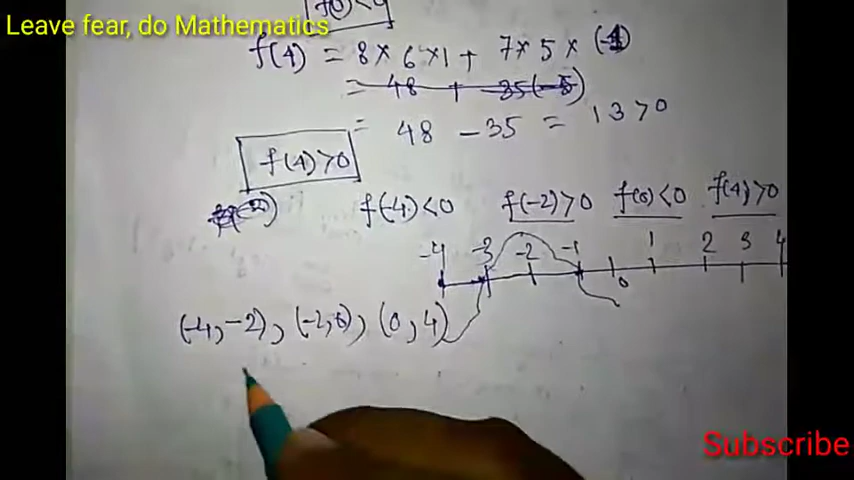 Leave fear, do Mathematics
f(4) = 8 × 6 × 1 + 7 × 5 × (-1)
= 48 + 35(-5)
= 48 - 35 = 13 > 0
f(4) > 0
f(-4) < 0 f(-2) > 0 f(0) < 0 f(4) > 0
-4 -3 -2 -1 0 1 2 3 4
(-4, -2), (-2, 0), (0, 4)
Subscribe